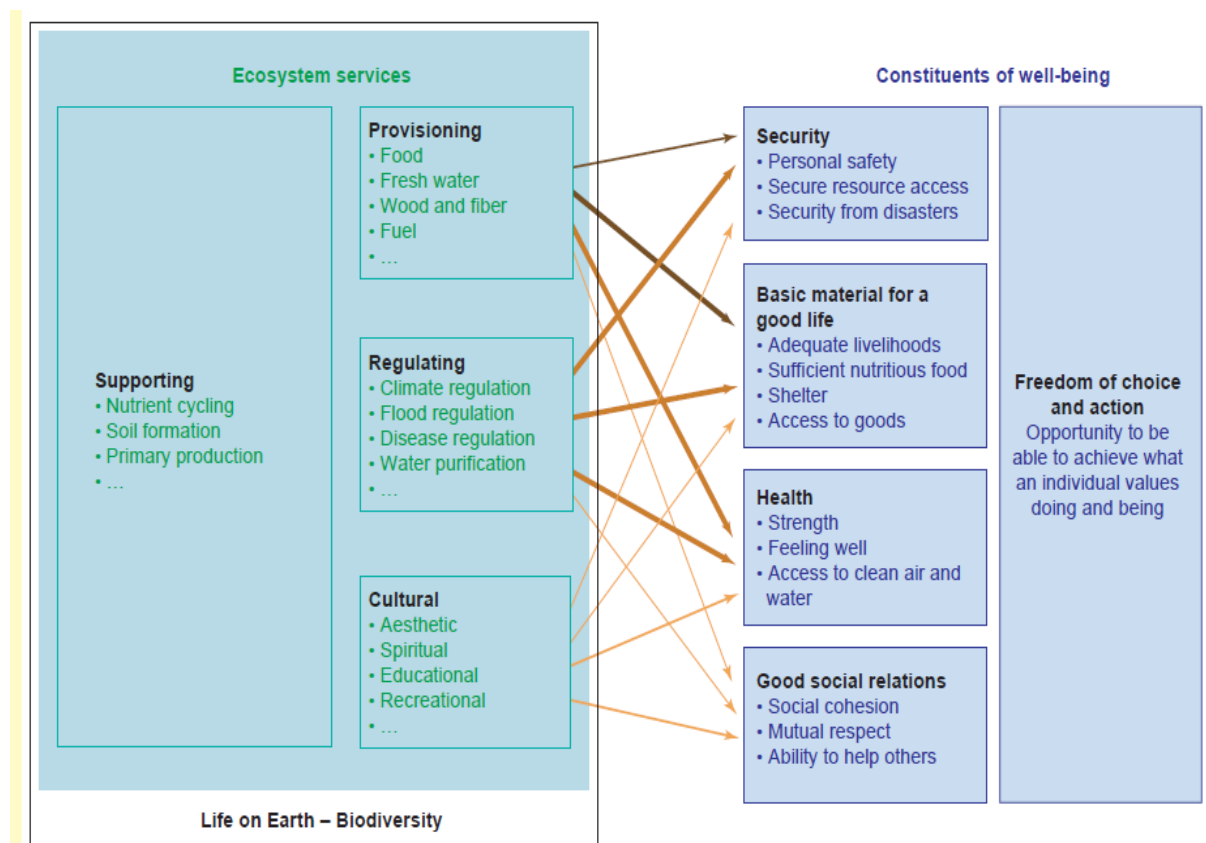 Ecosystem services
Supporting
• Nutrient cycling
• Soil formation
• Primary production
• ...
Provisioning
• Food
• Fresh water
• Wood and fiber
• Fuel
• ...
Regulating
• Climate regulation
• Flood regulation
• Disease regulation
• Water purification
• ...
Cultural
• Aesthetic
• Spiritual
• Educational
• Recreational
• ...
Life on Earth – Biodiversity
Constituents of well-being
Security
• Personal safety
• Secure resource access
• Security from disasters
Basic material for a
good life
• Adequate livelihoods
• Sufficient nutritious food
• Shelter
• Access to goods
Health
• Strength
• Feeling well
• Access to clean air and
water
Good social relations
• Social cohesion
• Mutual respect
• Ability to help others
Freedom of choice
and action
Opportunity to be
able to achieve what
an individual values
doing and being